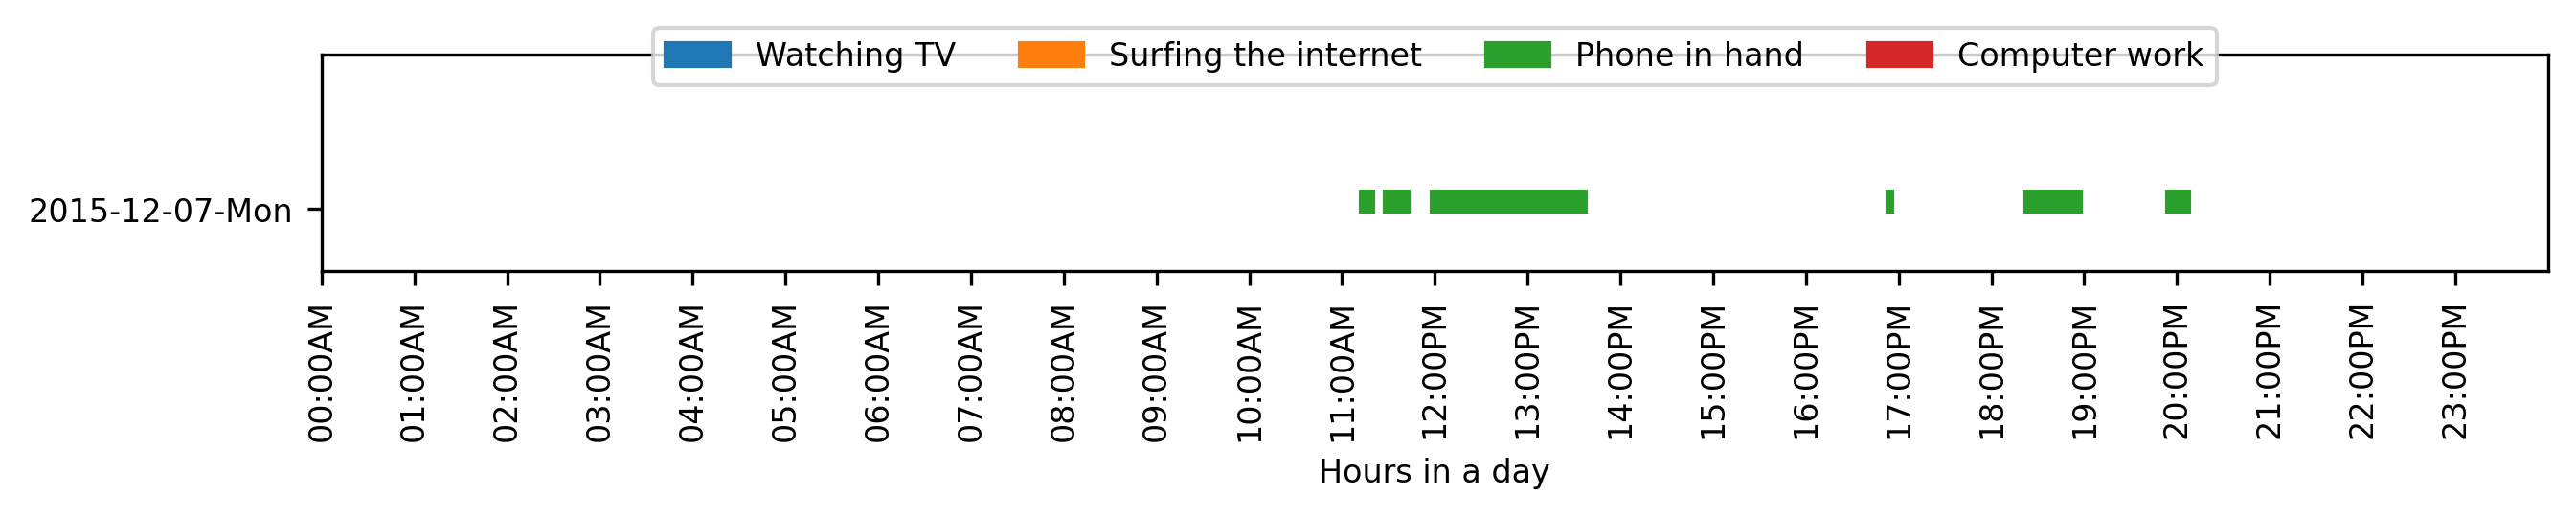 Watching TV Surfing the internet Phone in hand Computer work
2015-12-07-Mon
00:00AM 01:00AM 02:00AM 03:00AM 04:00AM 05:00AM 06:00AM 07:00AM 08:00AM 09:00AM 10:00AM 11:00AM 12:00PM 13:00PM 14:00PM 15:00PM 16:00PM 17:00PM 18:00PM 19:00PM 20:00PM 21:00PM 22:00PM 23:00PM
Hours in a day